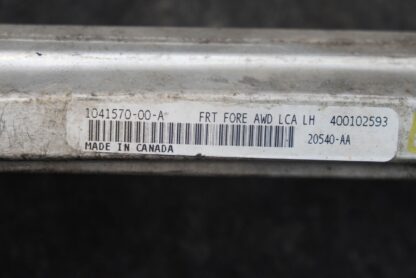 1041570-00-A FRT FORE AWD LCA LH 400102593
20540-AA
MADE IN CANADA